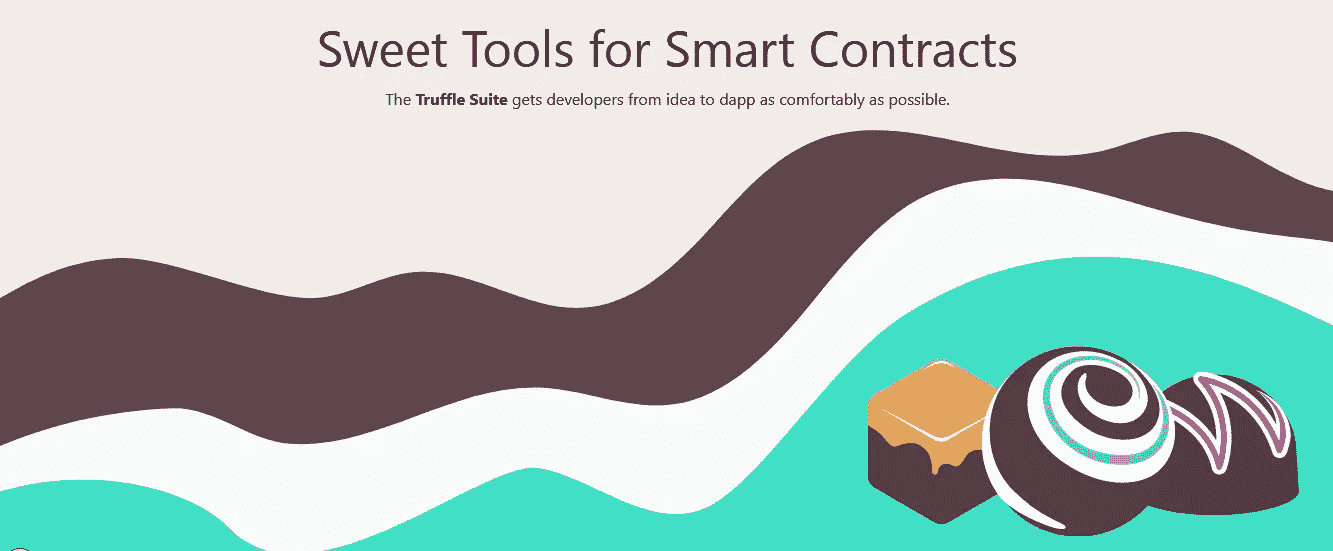 Sweet Tools for Smart Contracts
The Truffle Suite gets developers from idea to dapp as comfortably as possible.